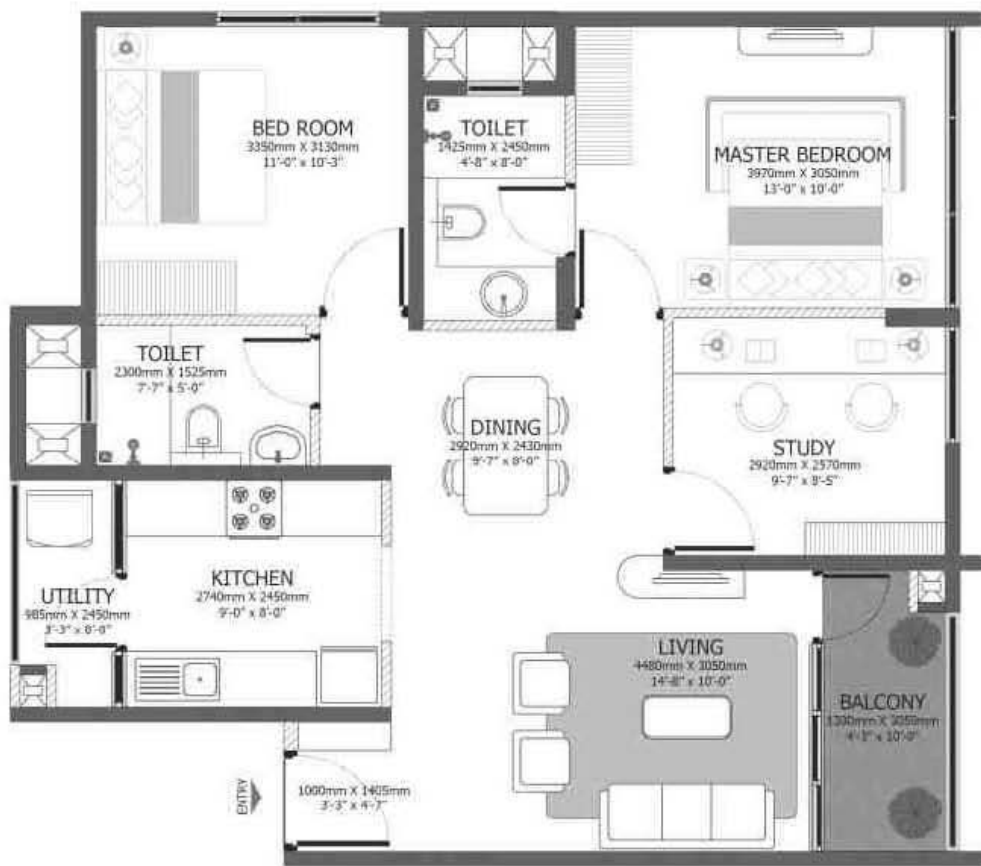 BED ROOM
3350mm X 3130mm
11'-0" x 10'-3"
TOILET
1425mm X 2450mm
4'-8" x 8'-0"
MASTER BEDROOM
3970mm X 3050mm
13'-0" x 10'-0"
TOILET
2300mm X 1525mm
7'-7" x 5'-0"
DINING
2920mm X 2430mm
9'-7" x 8'-0"
STUDY
2920mm X 2570mm
9'-7" x 8'-5"
UTILITY
985mm X 2450mm
3'-3" x 8'-0"
KITCHEN
2740mm X 2450mm
9'-0" x 8'-0"
LIVING
4480mm X 3050mm
14'-8" x 10'-0"
BALCONY
X 3050mm
4'-3" x 10'-0"
ENTRY
1000mm X 1405mm
3'-3" x 4'-7"